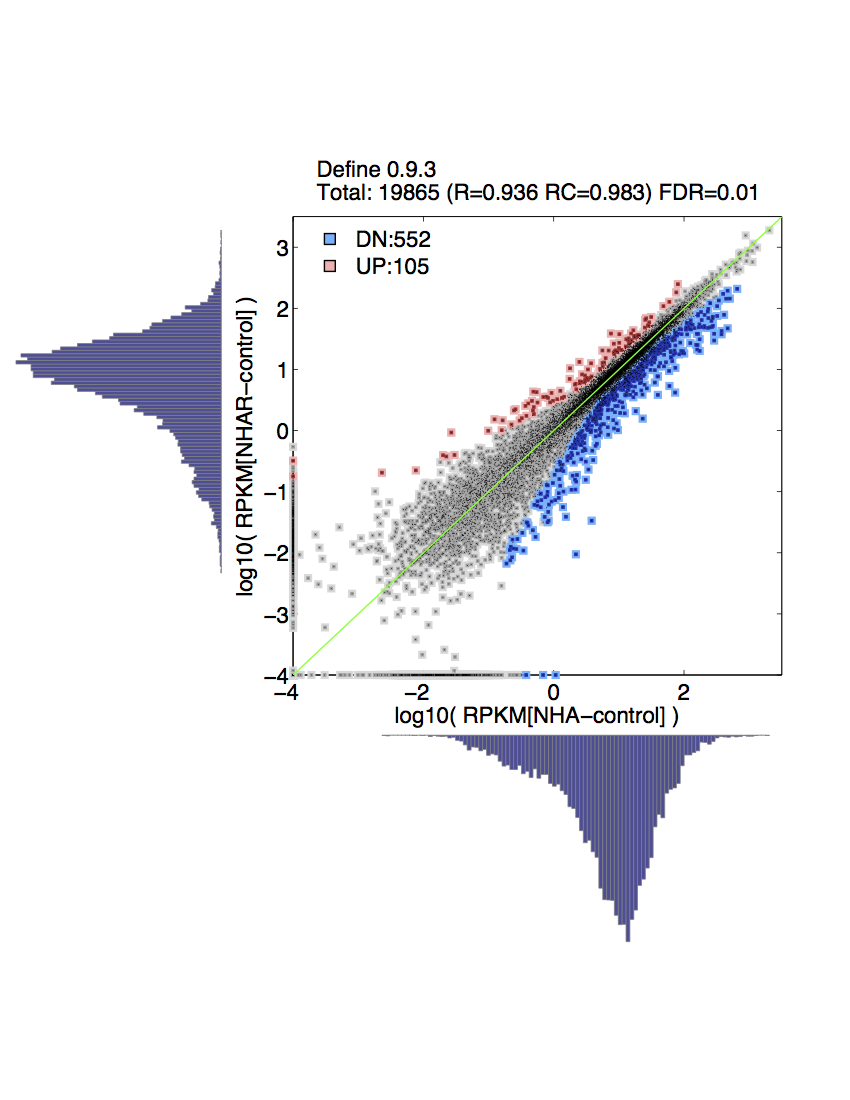 Define 0.9.3
Total: 19865 (R=0.936 RC=0.983) FDR=0.01
DN:552
UP:105
3
2
1
0
−1
−2
−3
−4
log10( RPKM[NHAR−control] )
−4
−2
0
2
log10( RPKM[NHA−control] )